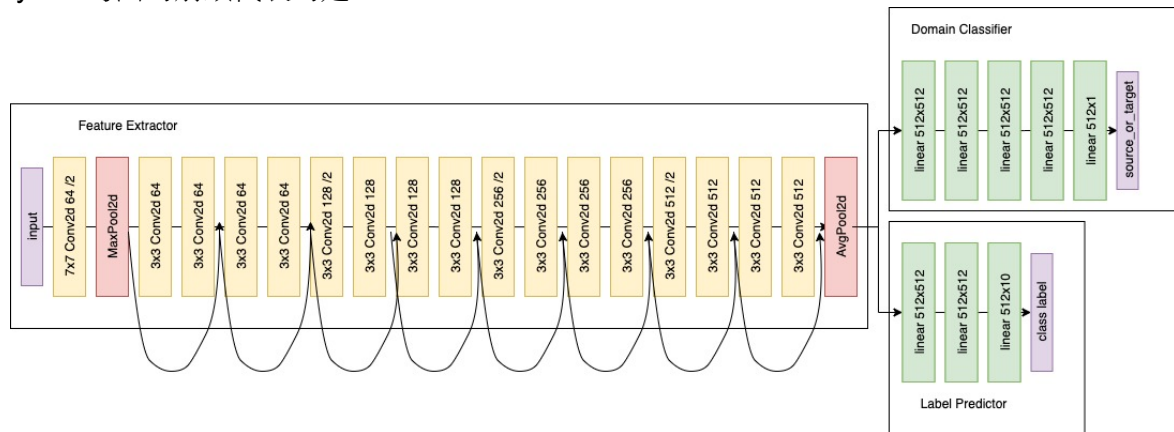 Feature Extractor
input
7x7 Conv2d 64 /2
MaxPool2d
3x3 Conv2d 64
3x3 Conv2d 64
3x3 Conv2d 64
3x3 Conv2d 64
3x3 Conv2d 128 /2
3x3 Conv2d 128
3x3 Conv2d 128
3x3 Conv2d 128
3x3 Conv2d 256 /2
3x3 Conv2d 256
3x3 Conv2d 256
3x3 Conv2d 256
3x3 Conv2d 512 /2
3x3 Conv2d 512
3x3 Conv2d 512
3x3 Conv2d 512
AvgPool2d
Domain Classifier
linear 512x512
linear 512x512
linear 512x512
linear 512x512
linear 512x1
source_or_target
linear 512x512
linear 512x512
linear 512x10
class label
Label Predictor